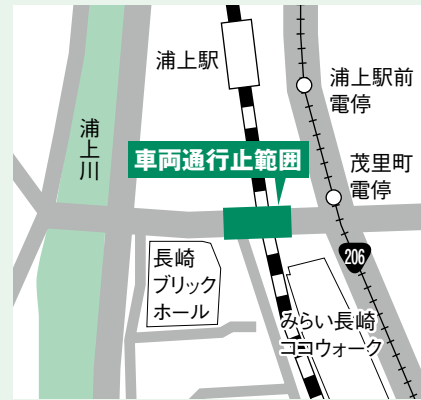 浦上駅
浦上駅前
電停
浦上川
車両通行止範囲
茂里町
電停
206
長崎
ブリック
ホール
みらい長崎
ココウォーク